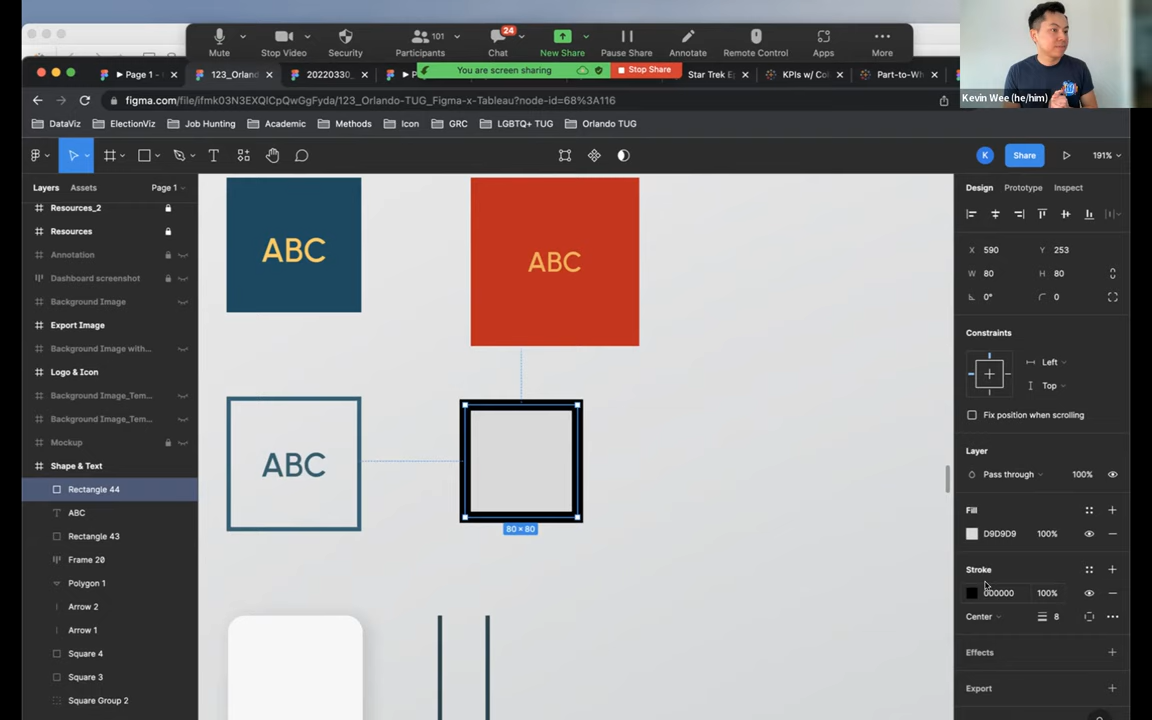 101
24
Mute
Stop Video
Security
Participants
Chat
New Share
Pause Share
Annotate
Remote Control
Apps
More
Kevin Wee (he/him)
Page 1 -
123_Orland
20220330_
You are screen sharing
Stop Share
Star Trek Ep
KPIs w/ Col
Part-to-Wh
figma.com/file/ifmk03N3EXQICpQwGgFyda/123_Orlando-TUG_Figma-x-Tableau?node-id=68%3A116
DataViz
ElectionViz
Job Hunting
Academic
Methods
Icon
GRC
LGBTQ+ TUG
Orlando TUG
K
Share
191%
Layers
Assets
Page 1
Design
Prototype
Inspect
Resources_2
Resources
Annotation
Dashboard screenshot
Background Image
Export Image
Background Image with...
Logo & Icon
Background Image_Tem...
Background Image_Tem...
Mockup
Shape & Text
Rectangle 44
ABC
Rectangle 43
Frame 20
Polygon 1
Arrow 2
Arrow 1
Square 4
Square 3
Square Group 2
ABC
ABC
ABC
80 × 80
X 590
Y 253
W 80
H 80
0°
0
Constraints
Left
Top
Fix position when scrolling
Layer
Pass through
100%
Fill
D9D9D9
100%
Stroke
000000
100%
Center
8
Effects
Export